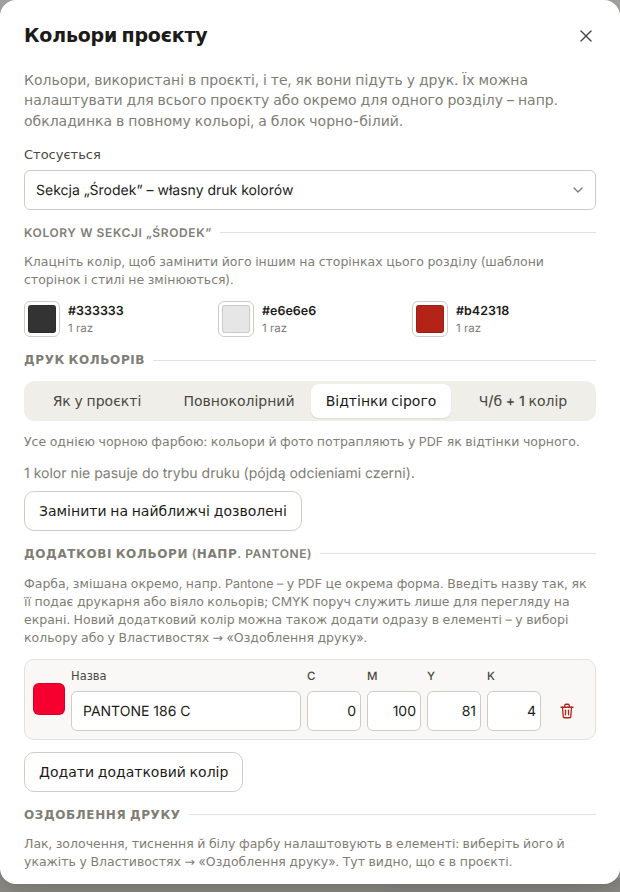 Кольори проєкту
Кольори, використані в проєкті, і те, як вони підуть у друк. Їх можна
налаштувати для всього проєкту або окремо для одного розділу – напр.
обкладинка в повному кольорі, а блок чорно-білий.
Стосується
Sekcja „Środek” – własny druk kolorów
KOLORY W SEKCJI „ŚRODEK”
Клацніть колір, щоб замінити його іншим на сторінках цього розділу (шаблони
сторінок і стилі не змінюються).
#333333
1 raz
#e6e6e6
1 raz
#b42318
1 raz
ДРУК КОЛЬОРІВ
Як у проєкті
Повноколірний
Відтінки сірого
Ч/б + 1 колір
Усе однією чорною фарбою: кольори й фото потрапляють у PDF як відтінки чорного.
1 kolor nie pasuje do trybu druku (pójdą odcieniami czerni).
Замінити на найближчі дозволені
ДОДАТКОВІ КОЛЬОРИ (НАПР. PANTONE)
Фарба, змішана окремо, напр. Pantone – у PDF це окрема форма. Введіть назву так, як
її подає друкарня або віяло кольорів; CMYK поруч служить лише для перегляду на
екрані. Новий додатковий колір можна також додати одразу в елементі – у виборі
кольору або у Властивостях → «Оздоблення друку».
Назва C M Y K
PANTONE 186 C 0 100 81 4
Додати додатковий колір
ОЗДОБЛЕННЯ ДРУКУ
Лак, золочення, тиснення й білу фарбу налаштовують в елементі: виберіть його й
укажіть у Властивостях → «Оздоблення друку». Тут видно, що є в проєкті.